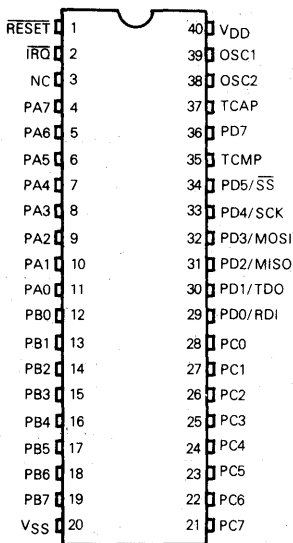 RESET 1 40 VDD
IRQ 2 39 OSC1
NC 3 38 OSC2
PA7 4 37 TCAP
PA6 5 36 PD7
PA5 6 35 TCMP
PA4 7 34 PD5/SS
PA3 8 33 PD4/SCK
PA2 9 32 PD3/MOSI
PA1 10 31 PD2/MISO
PA0 11 30 PD1/TDO
PB0 12 29 PD0/RDI
PB1 13 28 PC0
PB2 14 27 PC1
PB3 15 26 PC2
PB4 16 25 PC3
PB5 17 24 PC4
PB6 18 23 PC5
PB7 19 22 PC6
VSS 20 21 PC7